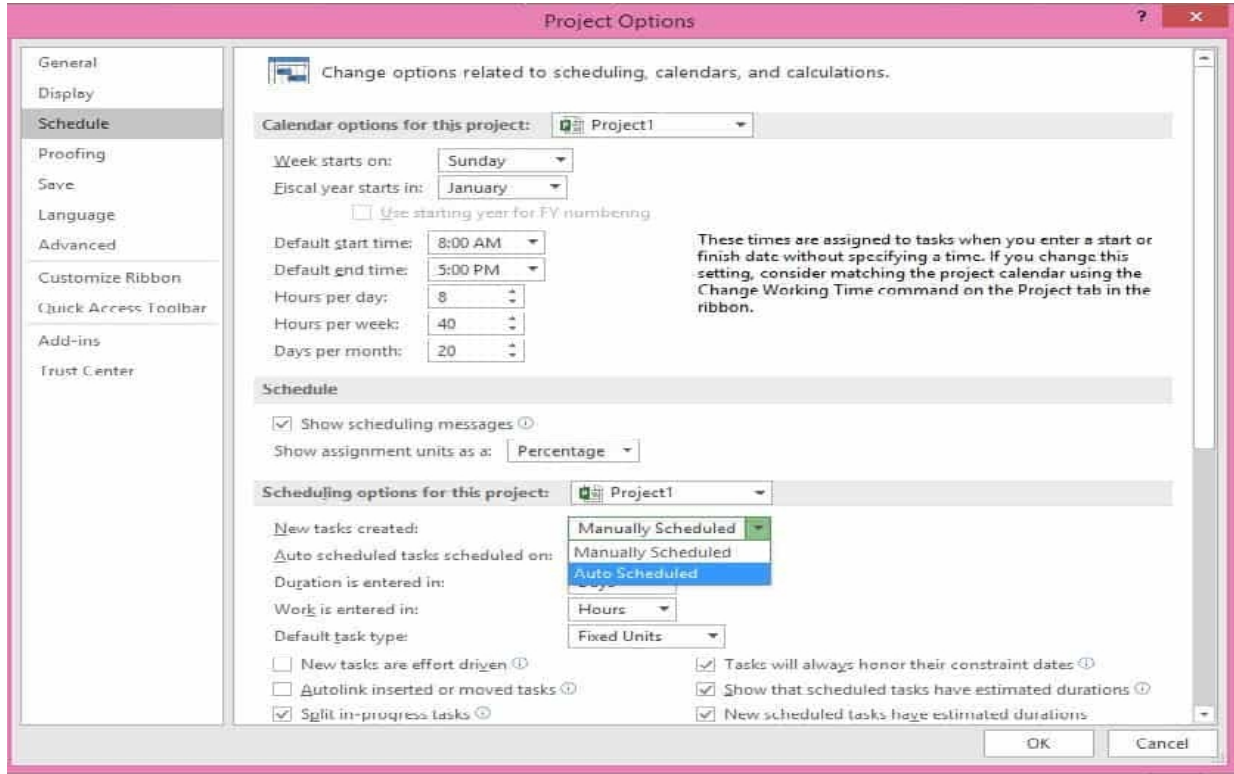 Project Options
?
General
Display
Schedule
Proofing
Save
Language
Advanced
Customize Ribbon
Quick Access Toolbar
Add-ins
Trust Center
Change options related to scheduling, calendars, and calculations.
Calendar options for this project: Project1
Week starts on: Sunday
Fiscal year starts in: January
Use starting year for FY numbering
Default start time: 8:00 AM
Default end time: 5:00 PM
Hours per day: 8
Hours per week: 40
Days per month: 20
These times are assigned to tasks when you enter a start or
finish date without specifying a time. If you change this
setting, consider matching the project calendar using the
Change Working Time command on the Project tab in the
ribbon.
Schedule
Show scheduling messages
Show assignment units as a: Percentage
Scheduling options for this project: Project1
New tasks created: Manually Scheduled
Manually Scheduled
Auto Scheduled
Auto scheduled tasks scheduled on:
Duration is entered in: Days
Work is entered in: Hours
Default task type: Fixed Units
New tasks are effort driven
Autolink inserted or moved tasks
Split in-progress tasks
Tasks will always honor their constraint dates
Show that scheduled tasks have estimated durations
New scheduled tasks have estimated durations
OK
Cancel